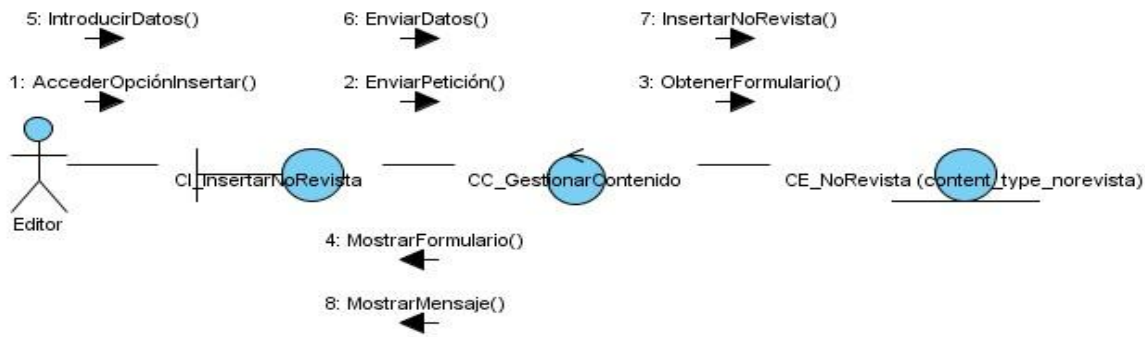 5: IntroducirDatos() 6: EnviarDatos() 7: InsertarNoRevista()
1: AccederOpciónInsertar() 2: EnviarPetición() 3: ObtenerFormulario()
CI_InsertarNoRevista CC_GestionarContenido CE_NoRevista (content_type_norevista)
Editor
4: MostrarFormulario()
8: MostrarMensaje()